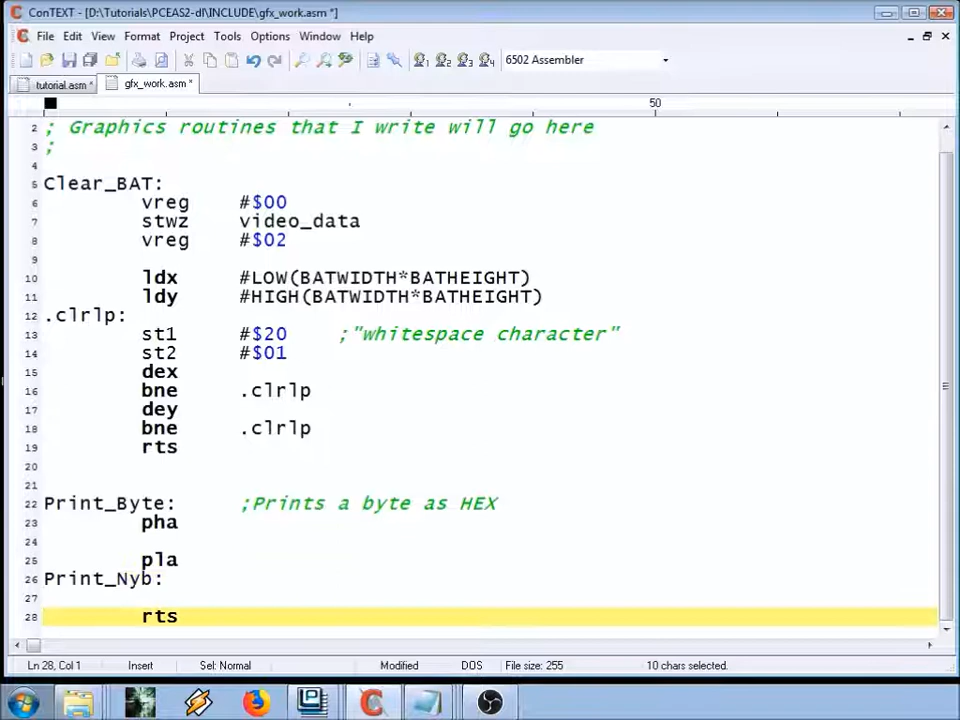 ConTEXT - [D:\Tutorials\PCEAS2-dl\INCLUDE\gfx_work.asm *]
File Edit View Format Project Tools Options Window Help
6502 Assembler
tutorial.asm * gfx_work.asm *
50
2 ; Graphics routines that I write will go here
3 ;
4
5 Clear_BAT:
6 vreg #$00
7 stwz video_data
8 vreg #$02
9
10 ldx #LOW(BATWIDTH*BATHEIGHT)
11 ldy #HIGH(BATWIDTH*BATHEIGHT)
12 .clrlp:
13 st1 #$20 ;"whitespace character"
14 st2 #$01
15 dex
16 bne .clrlp
17 dey
18 bne .clrlp
19 rts
20
21
22 Print_Byte: ;Prints a byte as HEX
23 pha
25 pla
26 Print_Nyb:
27
28 rts
Ln 28, Col 1 Insert Sel: Normal Modified DOS File size: 255 10 chars selected.